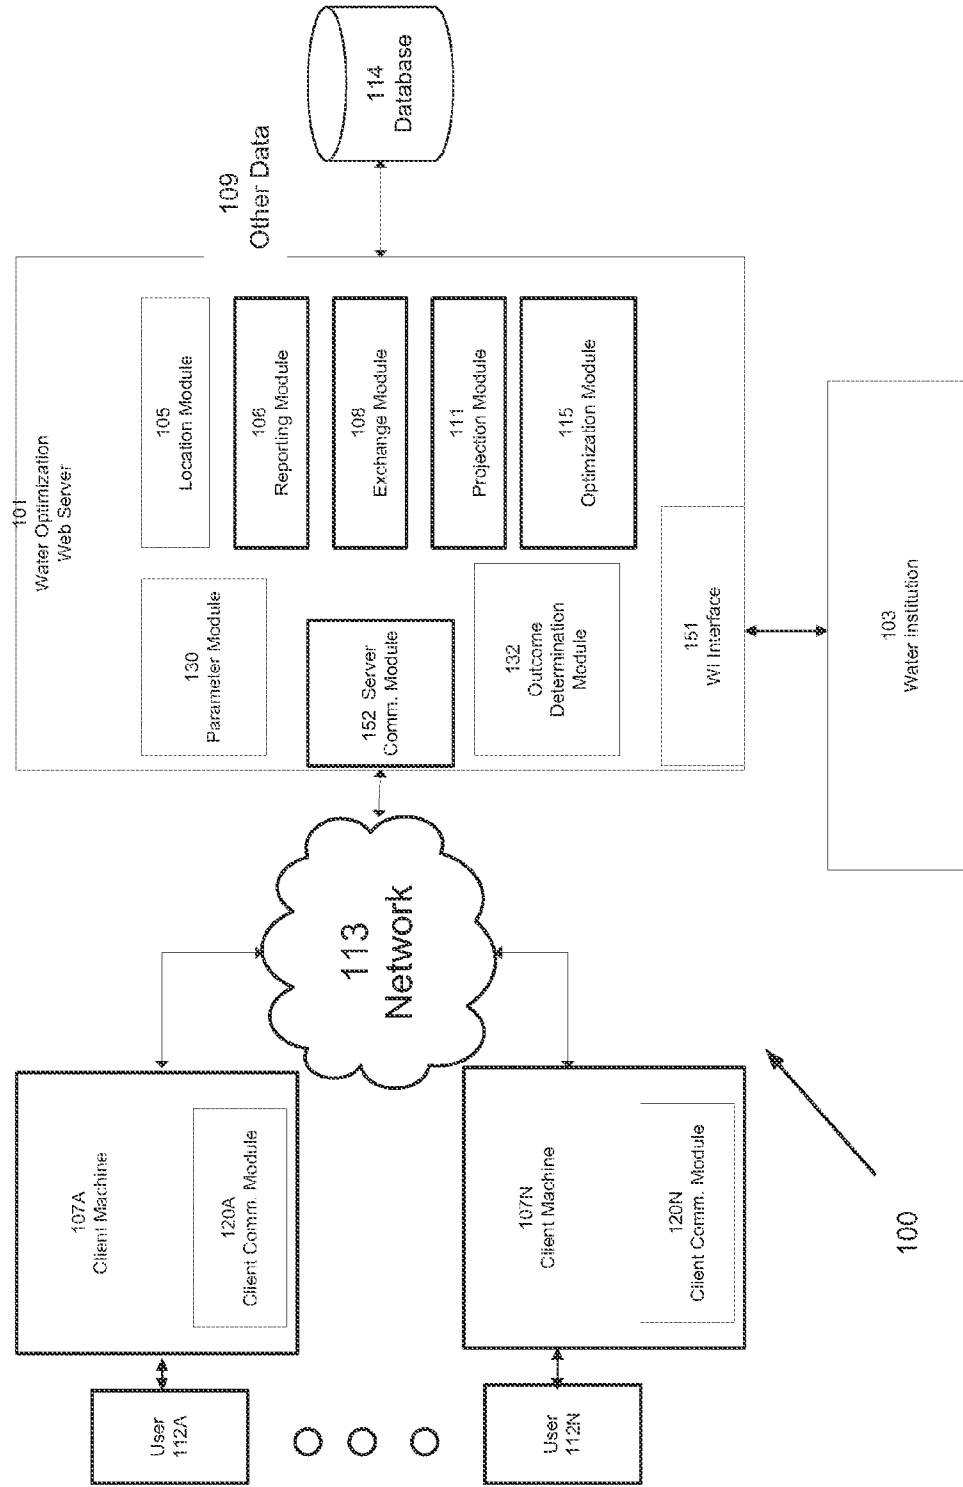 101
Water Optimization
Web Server
109
Other Data
114
Database
130
Parameter Module
105
Location Module
106
Reporting Module
152 Server
Comm. Module
108
Exchange Module
111
Projection Module
132
Outcome
Determination
Module
115
Optimization Module
151
WI Interface
103
Water Institution
113
Network
107A
Client Machine
120A
Client Comm. Module
User
112A
107N
Client Machine
120N
Client Comm. Module
User
112N
100